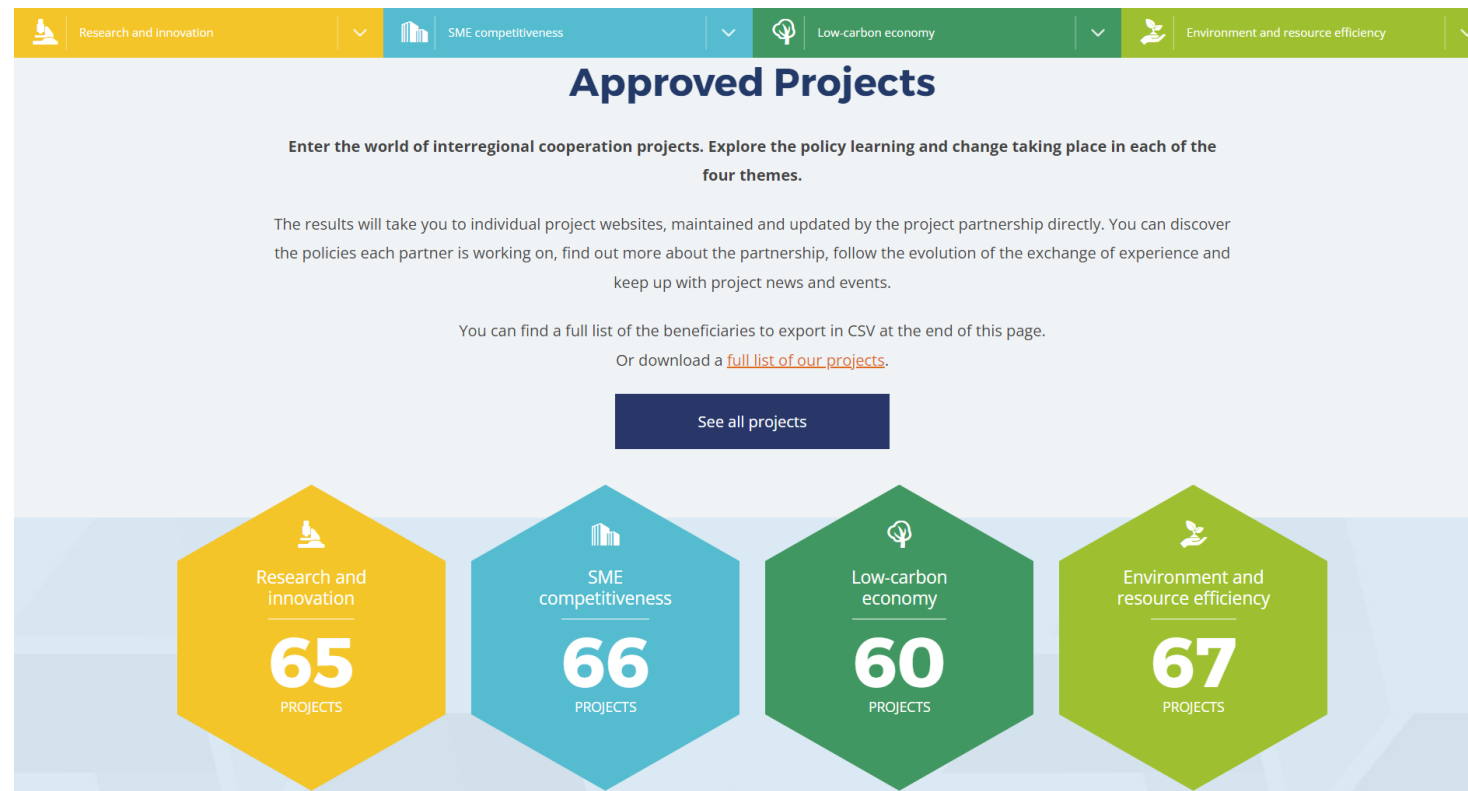 Research and innovation
SME competitiveness
Low-carbon economy
Environment and resource efficiency
Approved Projects
Enter the world of interregional cooperation projects. Explore the policy learning and change taking place in each of the
four themes.
The results will take you to individual project websites, maintained and updated by the project partnership directly. You can discover
the policies each partner is working on, find out more about the partnership, follow the evolution of the exchange of experience and
keep up with project news and events.
You can find a full list of the beneficiaries to export in CSV at the end of this page.
Or download a full list of our projects.
See all projects
Research and
innovation
65
PROJECTS
SME
competitiveness
66
PROJECTS
Low-carbon
economy
60
PROJECTS
Environment and
resource efficiency
67
PROJECTS